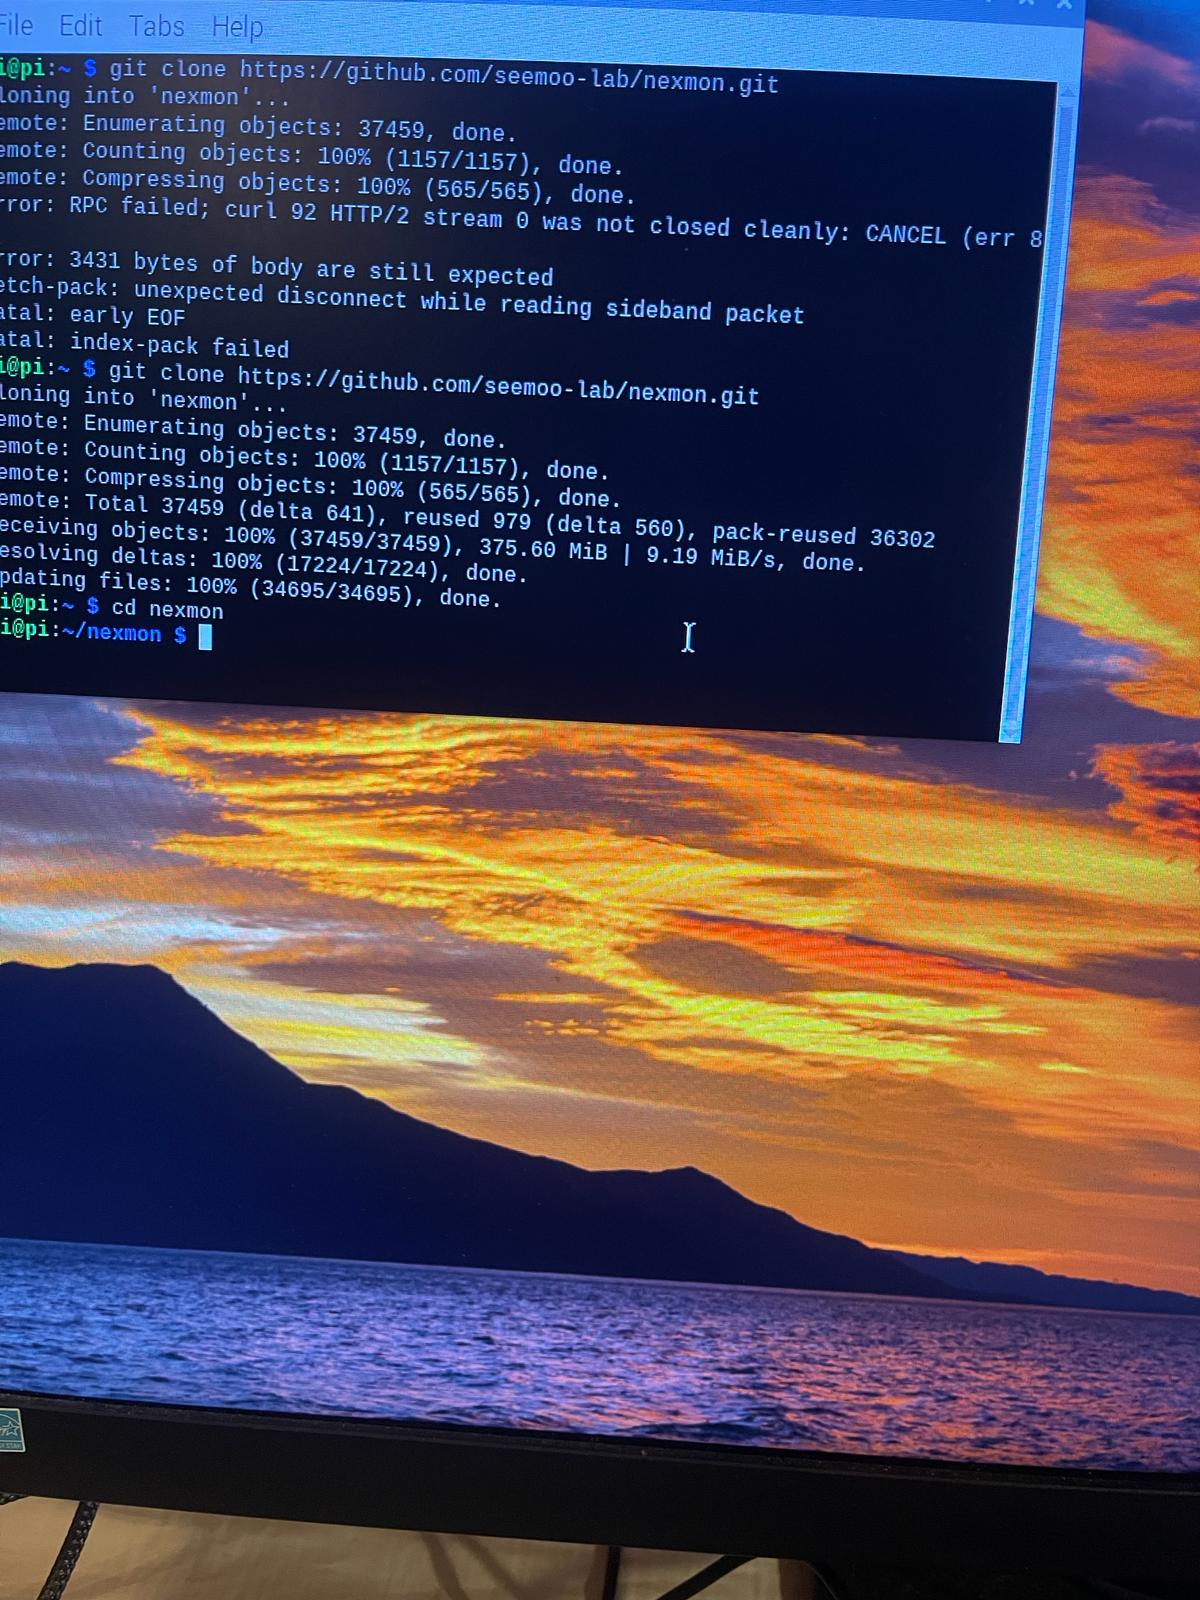 File Edit Tabs Help
i@pi:~ $ git clone https://github.com/seemoo-lab/nexmon.git
loning into 'nexmon'...
emote: Enumerating objects: 37459, done.
emote: Counting objects: 100% (1157/1157), done.
emote: Compressing objects: 100% (565/565), done.
rror: RPC failed; curl 92 HTTP/2 stream 0 was not closed cleanly: CANCEL (err 8
rror: 3431 bytes of body are still expected
etch-pack: unexpected disconnect while reading sideband packet
atal: early EOF
atal: index-pack failed
i@pi:~ $ git clone https://github.com/seemoo-lab/nexmon.git
loning into 'nexmon'...
emote: Enumerating objects: 37459, done.
emote: Counting objects: 100% (1157/1157), done.
emote: Compressing objects: 100% (565/565), done.
emote: Total 37459 (delta 641), reused 979 (delta 560), pack-reused 36302
eceiving objects: 100% (37459/37459), 375.60 MiB | 9.19 MiB/s, done.
esolving deltas: 100% (17224/17224), done.
pdating files: 100% (34695/34695), done.
i@pi:~ $ cd nexmon
i@pi:~/nexmon $